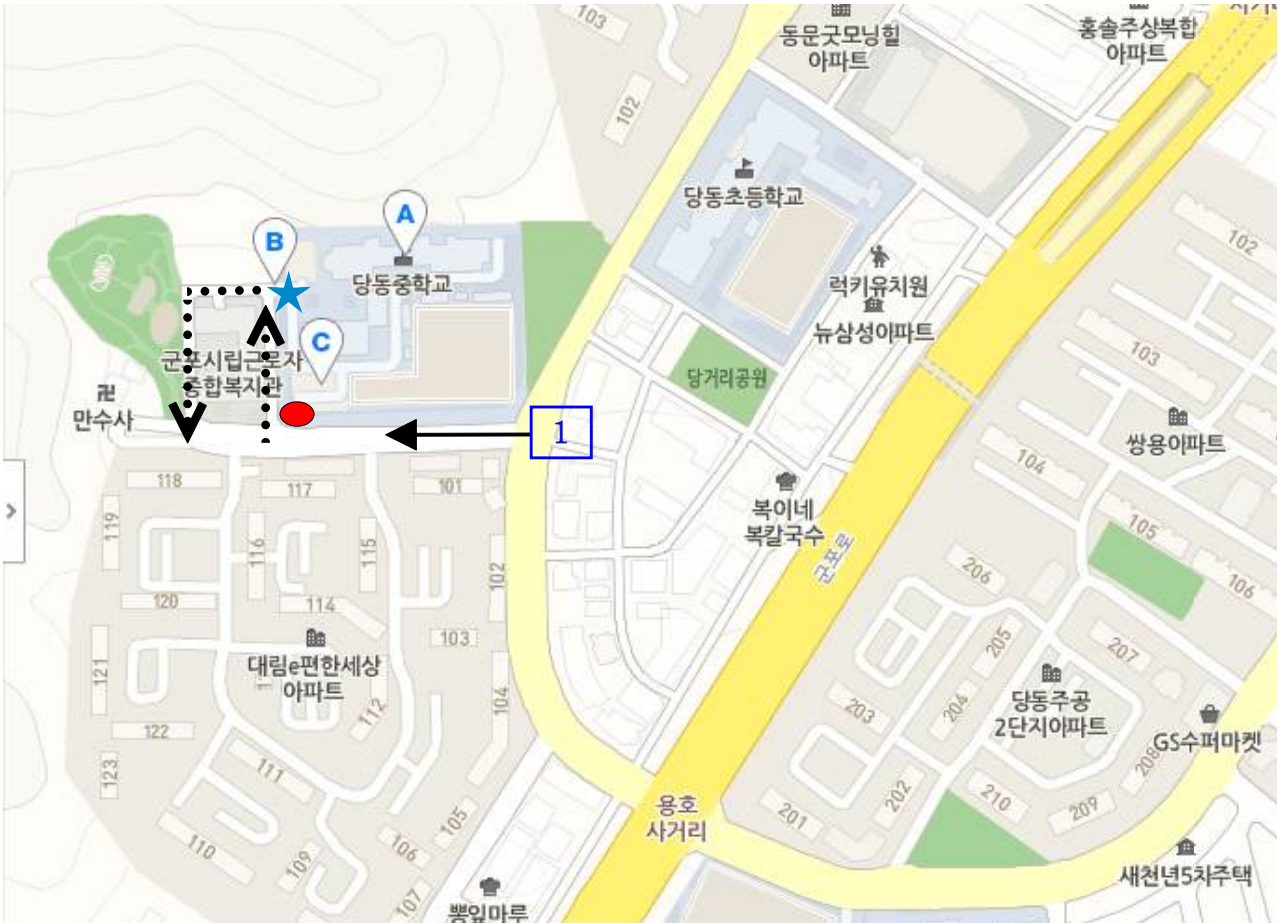 103
동문굿모닝힐
아파트
홍솔주상복합
아파트
102
당동초등학교
A
B
당동중학교
럭키유치원
뉴삼성아파트
102
103
C
군포시립근로자
종합복지관
당거리공원
만수사
1
쌍용아파트
104
118
117
101
119
116
115
102
복이네
복칼국수
군포로
105
106
206
120
114
103
205
207
121
대림e편한세상
아파트
112
104
203
204
당동주공
2단지아파트
GS수퍼마켓
122
123
111
208
용호
사거리
201
202
210
209
110
109
106
105
107
뽕잎마루
새천년5차주택